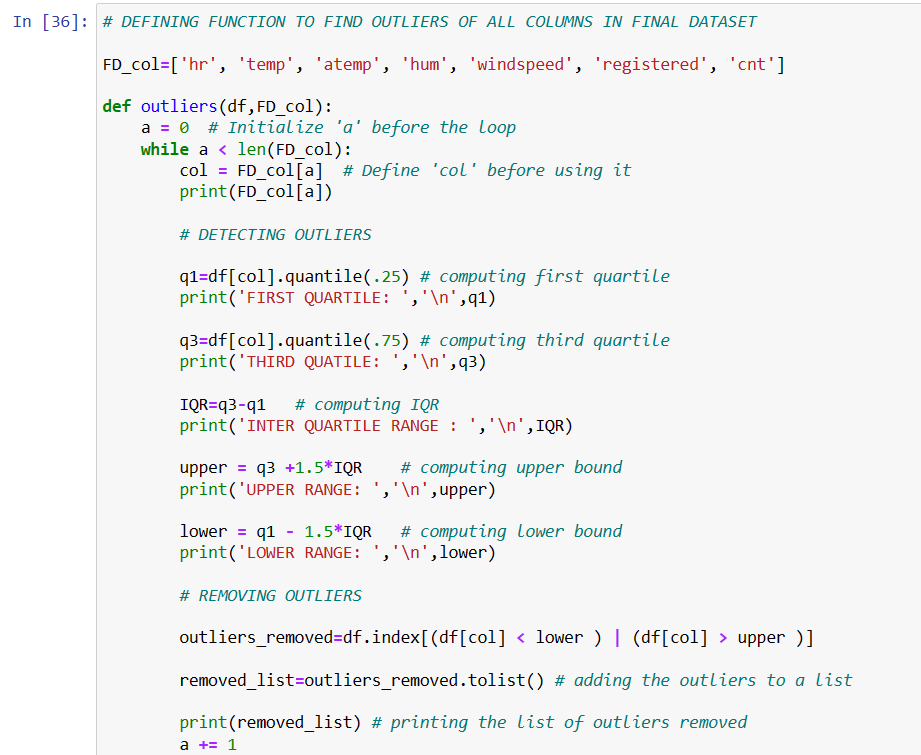 In [36]: # DEFINING FUNCTION TO FIND OUTLIERS OF ALL COLUMNS IN FINAL DATASET
FD_col=['hr', 'temp', 'atemp', 'hum', 'windspeed', 'registered', 'cnt']
def outliers(df,FD_col):
    a = 0  # Initialize 'a' before the loop
    while a < len(FD_col):
        col = FD_col[a]  # Define 'col' before using it
        print(FD_col[a])
        # DETECTING OUTLIERS
        q1=df[col].quantile(.25) # computing first quartile
        print('FIRST QUARTILE: ','\n',q1)
        q3=df[col].quantile(.75) # computing third quartile
        print('THIRD QUATILE: ','\n',q3)
        IQR=q3-q1   # computing IQR
        print('INTER QUARTILE RANGE : ','\n',IQR)
        upper = q3 +1.5*IQR    # computing upper bound
        print('UPPER RANGE: ','\n',upper)
        lower = q1 - 1.5*IQR   # computing lower bound
        print('LOWER RANGE: ','\n',lower)
        # REMOVING OUTLIERS
        outliers_removed=df.index[(df[col] < lower ) | (df[col] > upper )]
        removed_list=outliers_removed.tolist() # adding the outliers to a list
        print(removed_list) # printing the list of outliers removed
        a += 1